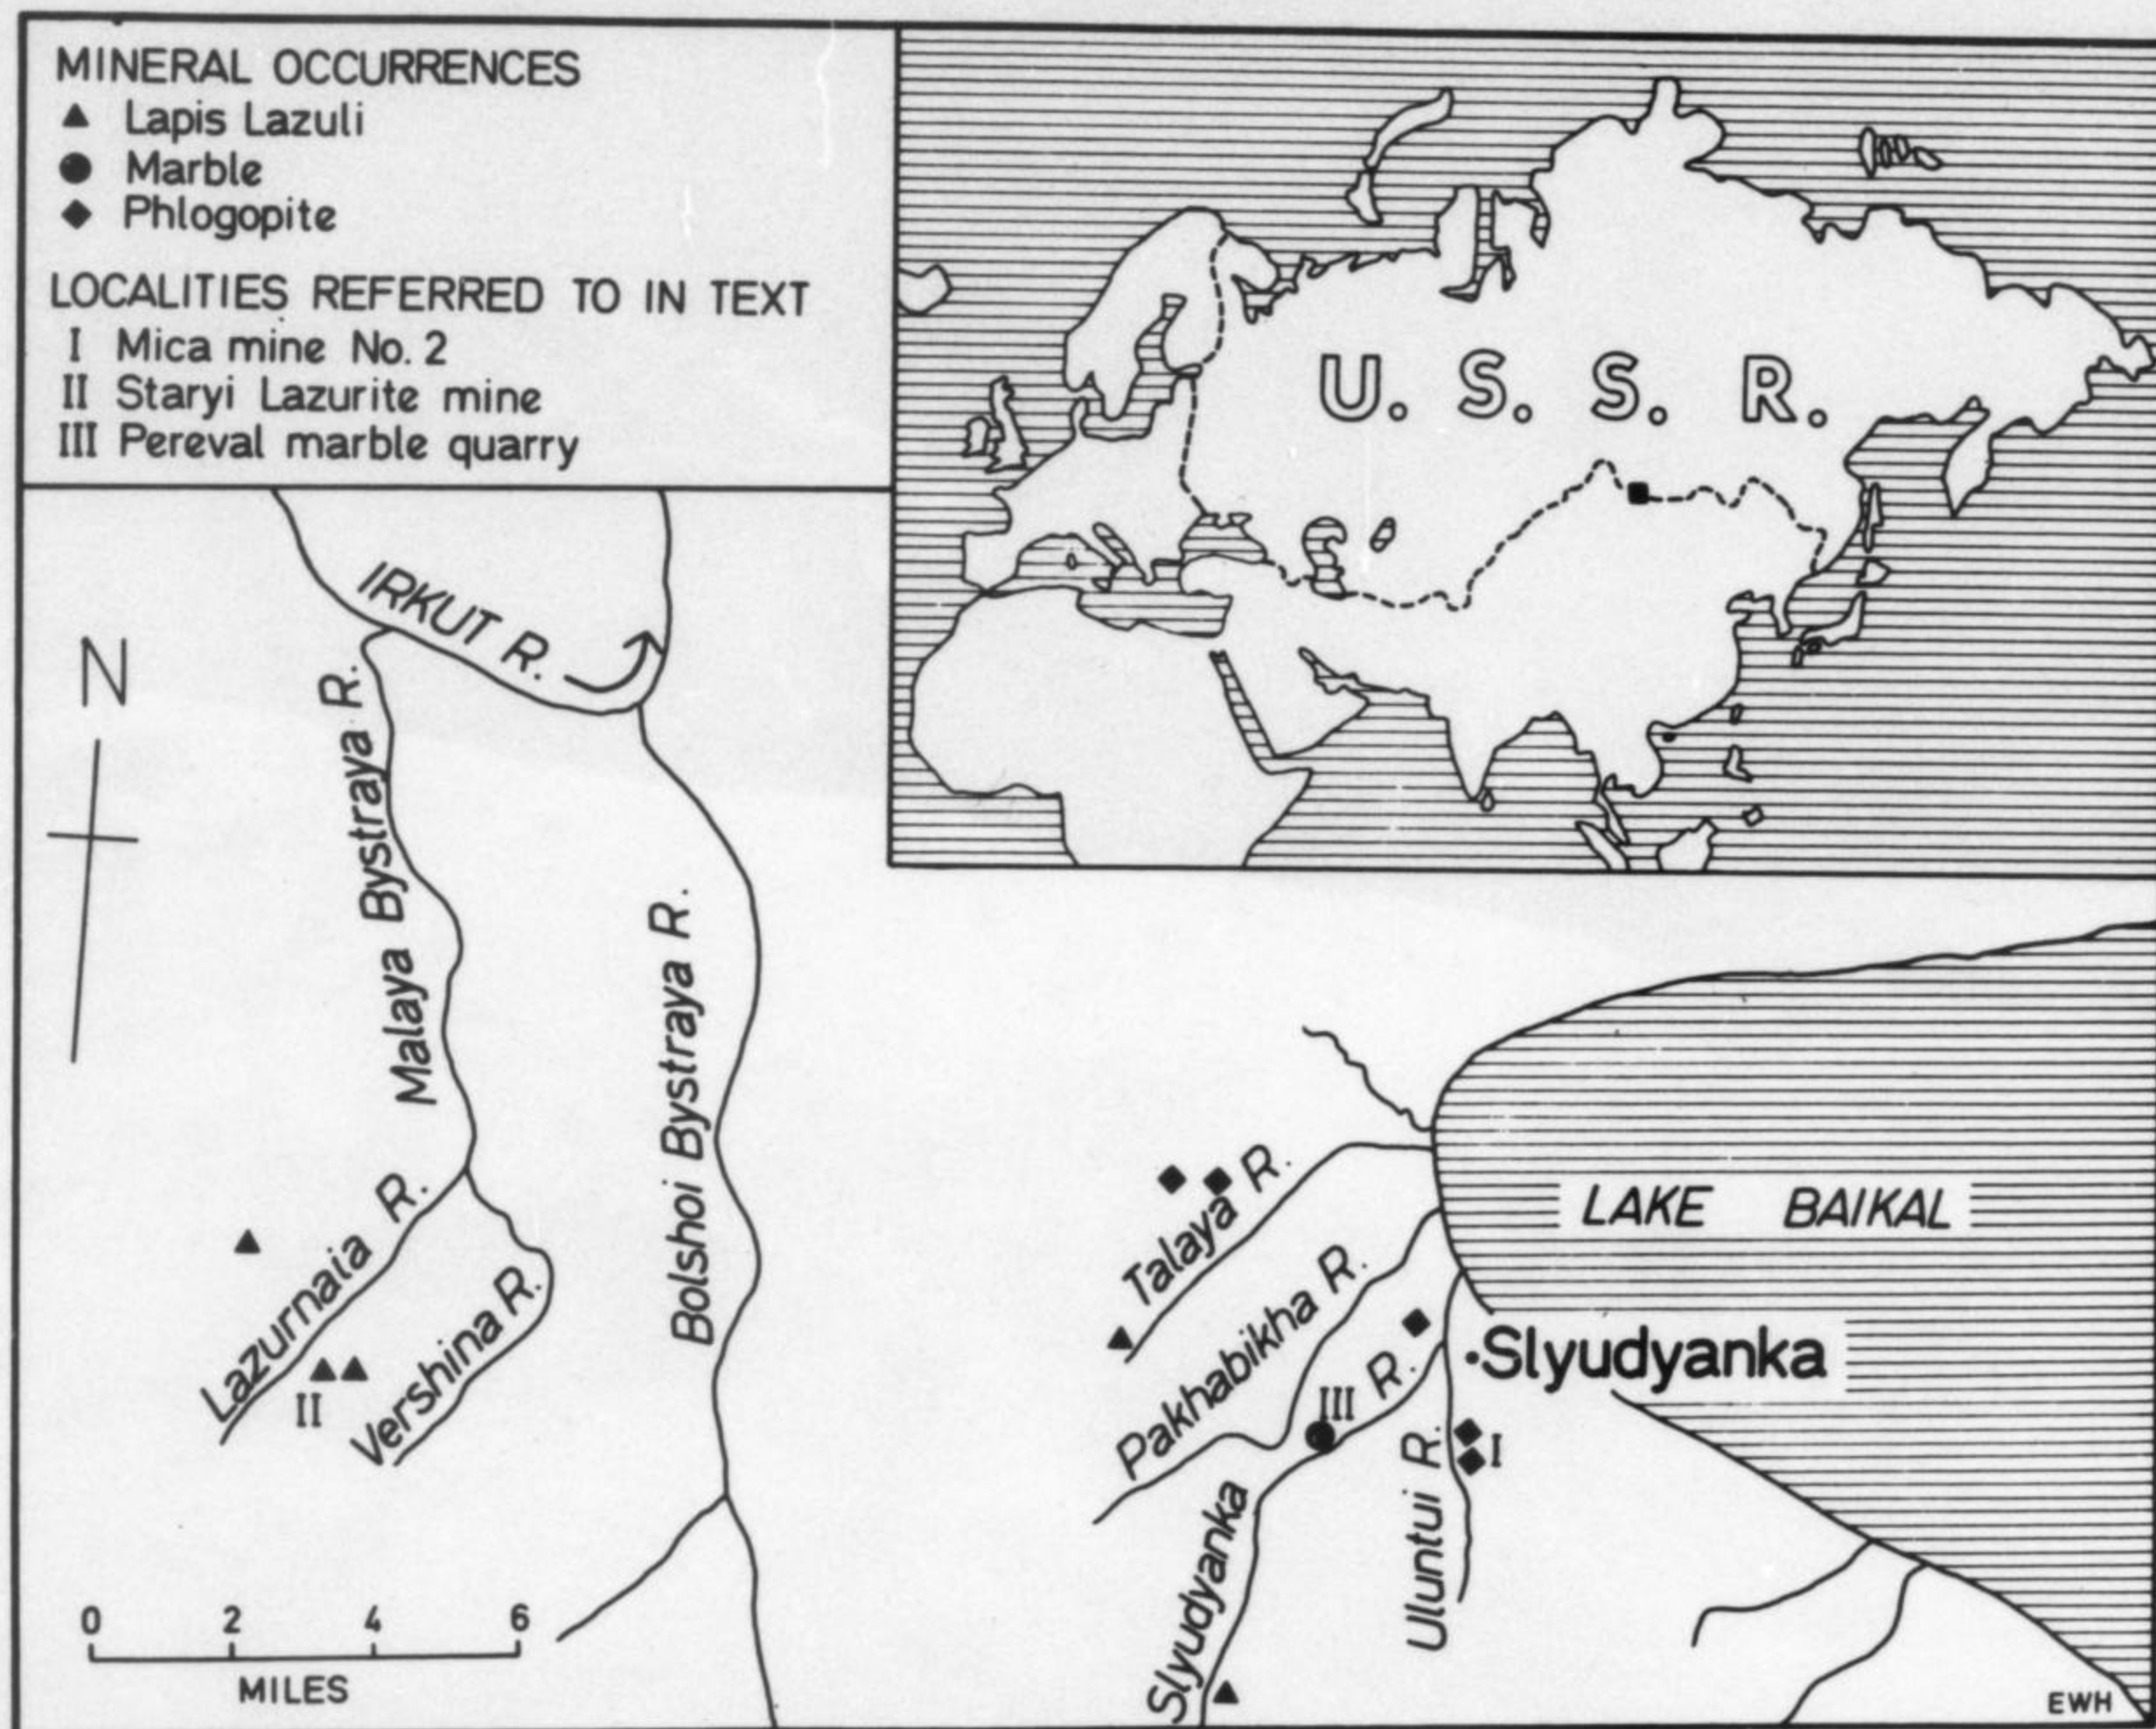 MINERAL OCCURRENCES
▲ Lapis Lazuli
● Marble
◆ Phlogopite
LOCALITIES REFERRED TO IN TEXT
I Mica mine No. 2
II Staryi Lazurite mine
III Pereval marble quarry
U. S. S. R.
IRKUT R.
N
Malaya Bystraya R.
Bolshoi Bystraya R.
Lazurnaia R.
II
Vershina R.
Talaya R.
LAKE BAIKAL
Pakhabikha R.
Slyudyanka
III
Slyudyanka R.
Uluntui R.
I
0 2 4 6
MILES
EWH